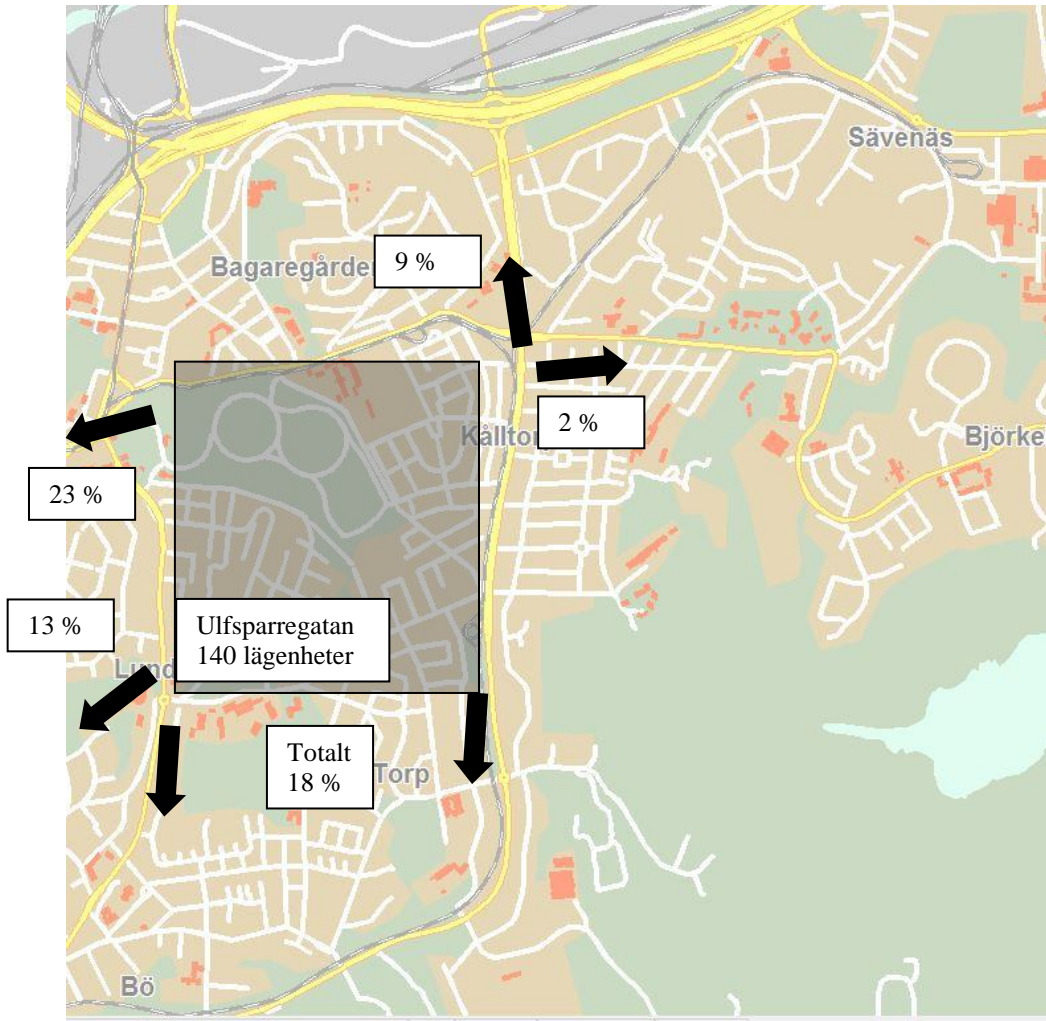 Sävenäs
Bagaregården
9 %
2 %
Kålltorp
Björke
23 %
13 %
Ulfsparregatan
140 lägenheter
Lund
Totalt
18 %
Torp
Bö